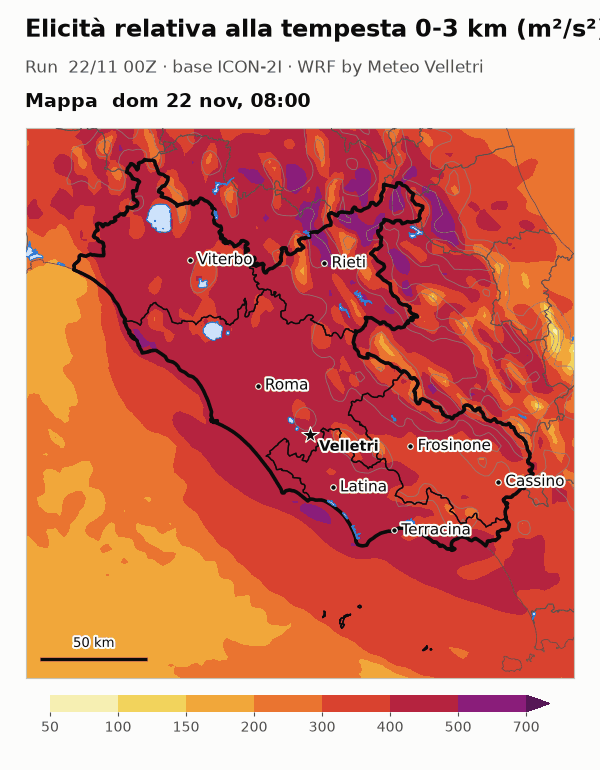 Elicità relativa alla tempesta 0-3 km (m²/s²)
Run 22/11 00Z · base ICON-2I · WRF by Meteo Velletri
Mappa dom 22 nov, 08:00
Viterbo
Rieti
Roma
Velletri
Frosinone
Latina
Cassino
Terracina
50 km
50 100 150 200 300 400 500 700